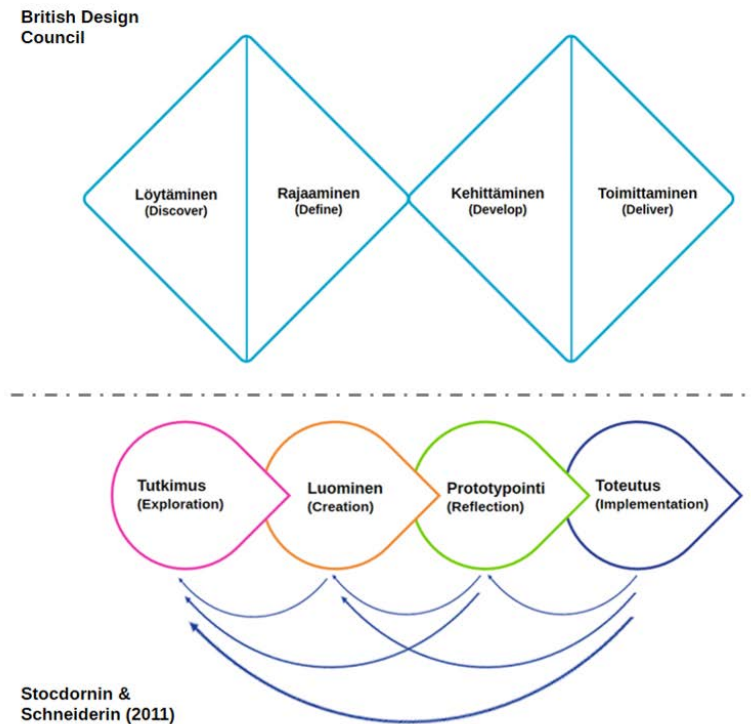 British Design
Council
Löytäminen
(Discover)
Rajaaminen
(Define)
Kehittäminen
(Develop)
Toimittaminen
(Deliver)
Tutkimus
(Exploration)
Luominen
(Creation)
Prototypointi
(Reflection)
Toteutus
(Implementation)
Stocdornin &
Schneiderin (2011)